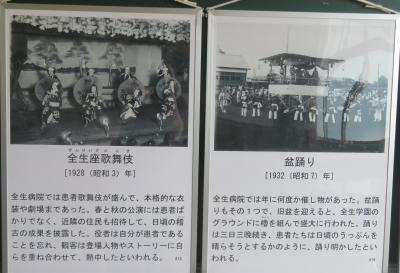 ぜんせいざかぶき
全生座歌舞伎
[1928（昭和3）年]
全生病院では患者歌舞伎が盛んで、本格的な衣
装や劇場まであった。春と秋の公演には患者ば
かりでなく、近隣の住民も招待して、日頃の稽
古の成果を披露した。役者は自分が患者である
ことを忘れ、観客は登場人物やストーリーに自
らを重ね合わせて、熱中したといわれる。
盆踊り
[1932（昭和7）年]
全生病院では年に何度か催し物があった。盆踊
りもその1つで、旧盆を迎えると、全生学園の
グラウンドに櫓を組んで盛大に行われた。踊り
は三日三晩続き、患者たちは日頃のうっぷんを
晴らそうとするかのように、踊り明かしたとい
われる。